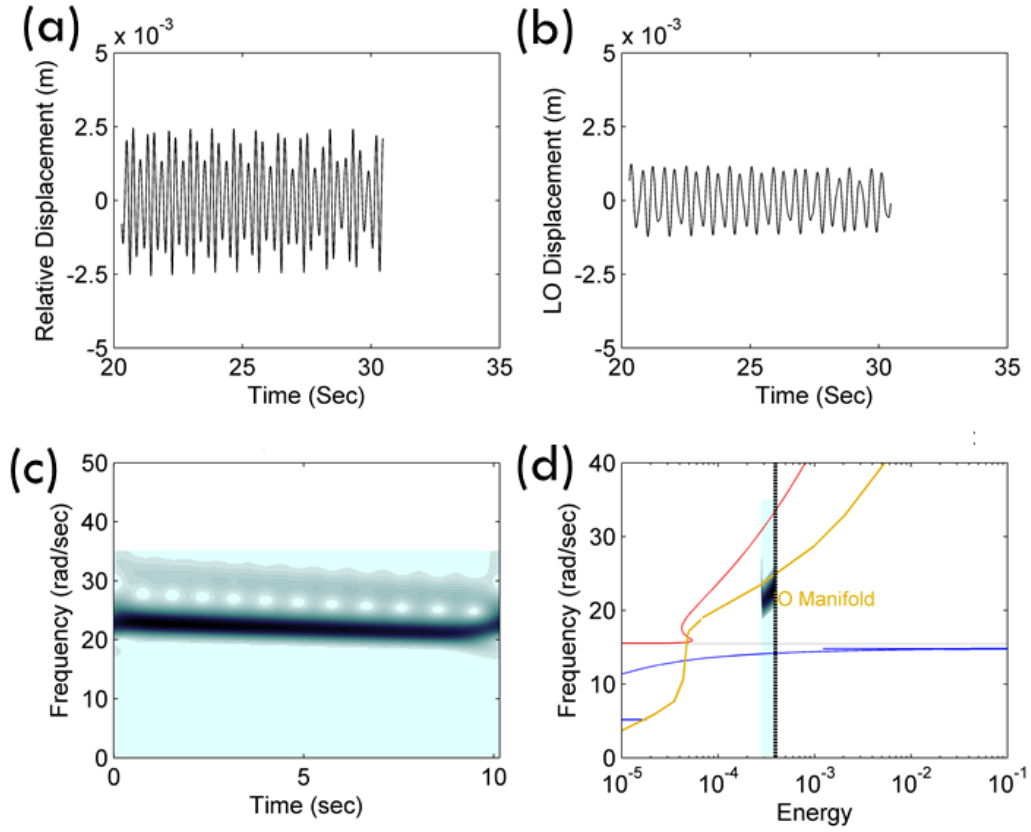 (a)
x 10-3
5
2.5
0
-2.5
-5
Relative Displacement (m)
20 25 30 35
Time (Sec)
(b)
x 10-3
5
2.5
0
-2.5
-5
LO Displacement (m)
20 25 30 35
Time (Sec)
(c)
50
40
30
20
10
0
Frequency (rad/sec)
0 5 10
Time (sec)
(d)
40
30
20
10
0
Frequency (rad/sec)
O Manifold
10-5 10-4 10-3 10-2 10-1
Energy